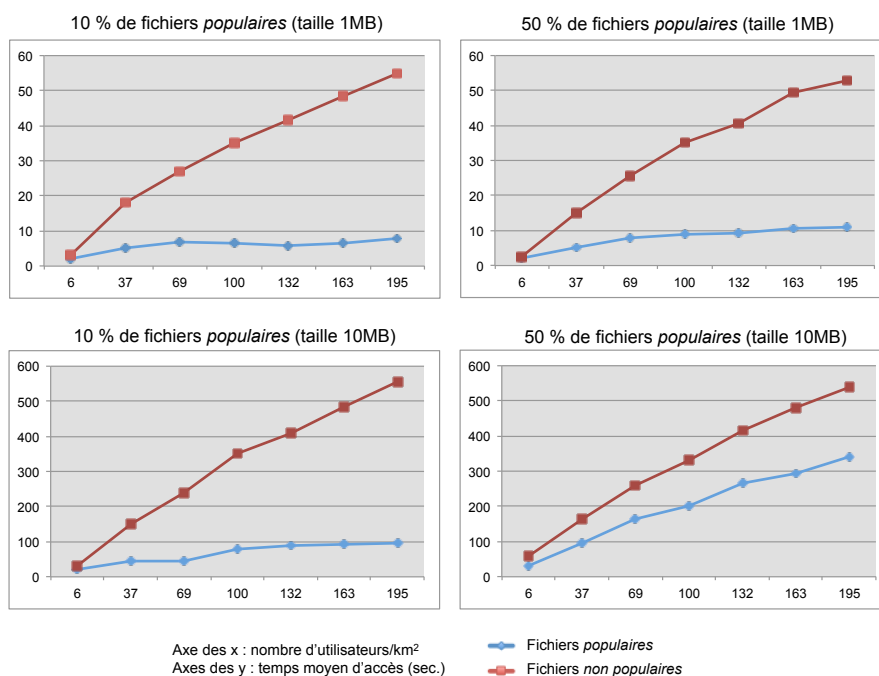 10 % de fichiers populaires (taille 1MB)
60
50
40
30
20
10
0
6 37 69 100 132 163 195
50 % de fichiers populaires (taille 1MB)
60
50
40
30
20
10
0
6 37 69 100 132 163 195
10 % de fichiers populaires (taille 10MB)
600
500
400
300
200
100
0
6 37 69 100 132 163 195
50 % de fichiers populaires (taille 10MB)
600
500
400
300
200
100
0
6 37 69 100 132 163 195
Axe des x : nombre d'utilisateurs/km²
Axes des y : temps moyen d'accès (sec.)
Fichiers populaires
Fichiers non populaires